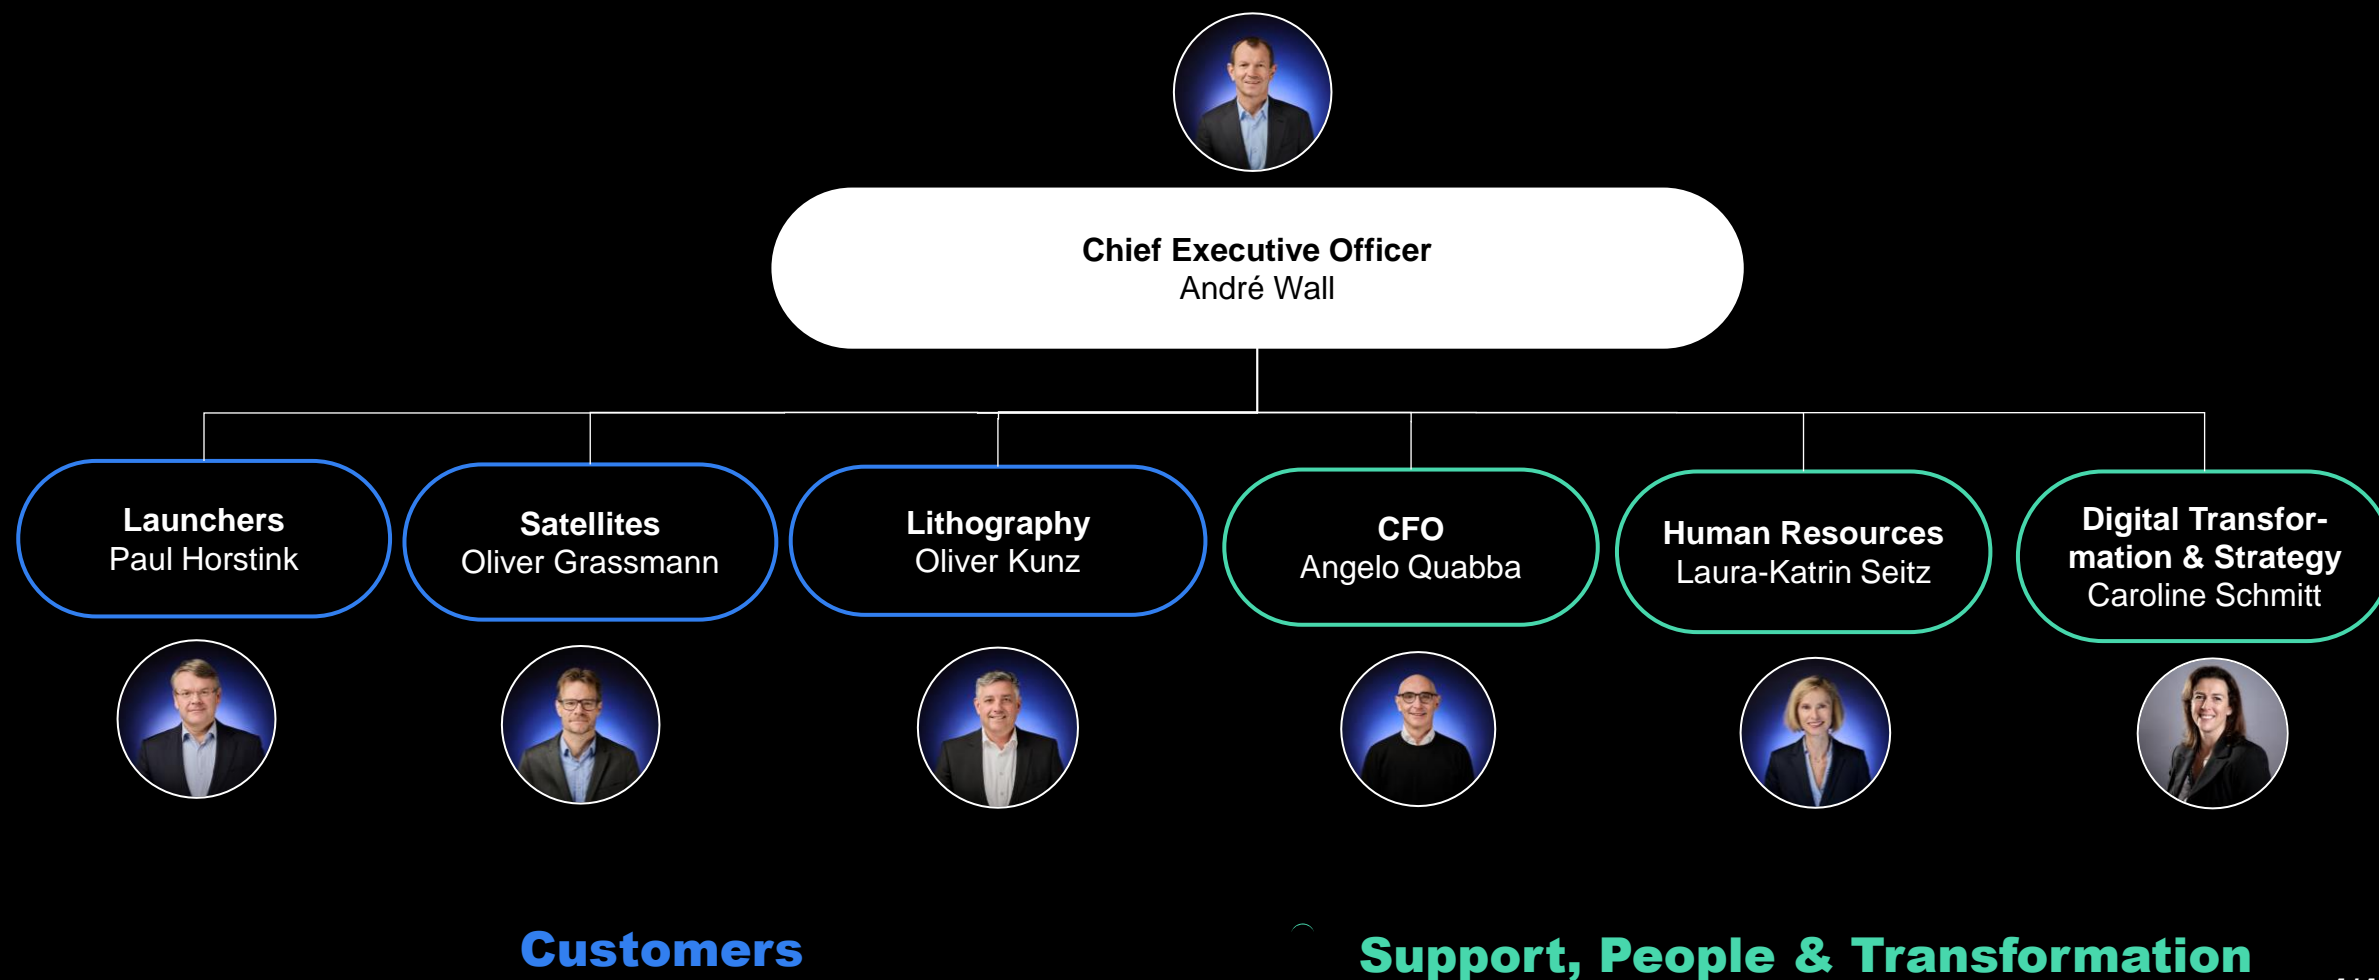 Chief Executive Officer
André Wall
Launchers
Paul Horstink
Satellites
Oliver Grassmann
Lithography
Oliver Kunz
CFO
Angelo Quabba
Human Resources
Laura-Katrin Seitz
Digital Transfor-
mation & Strategy
Caroline Schmitt
Customers
Support, People & Transformation